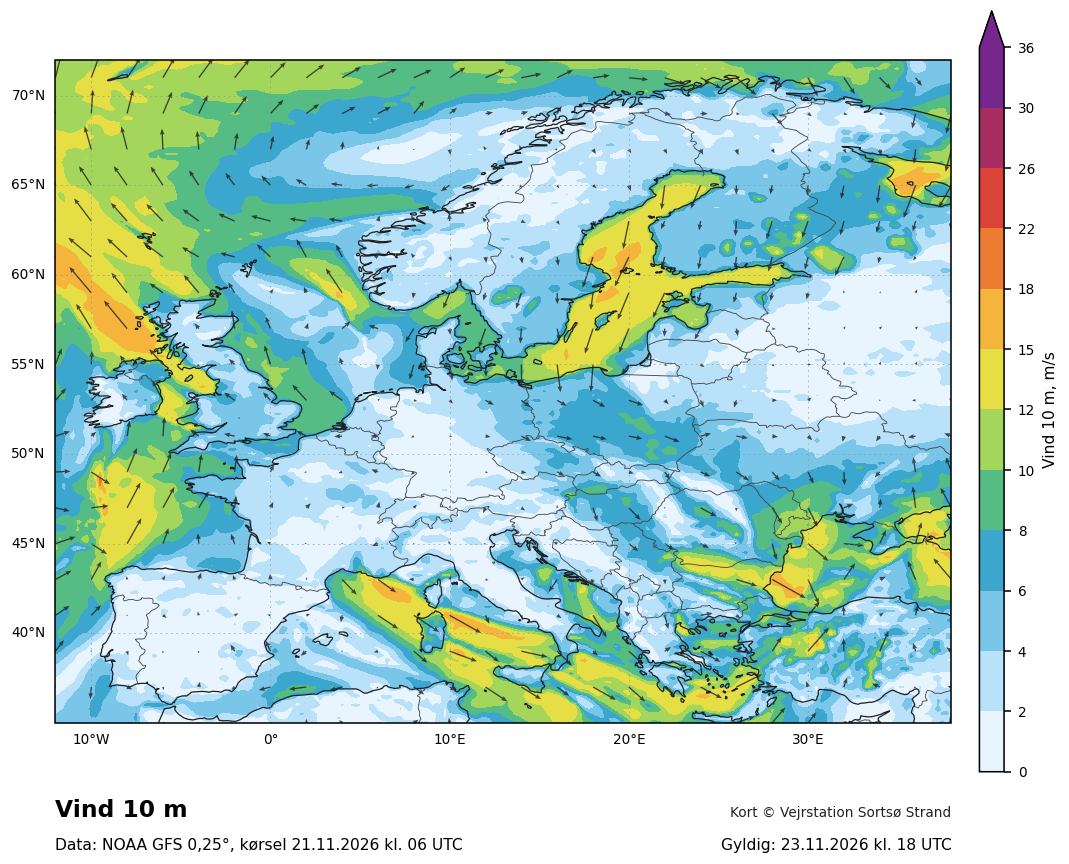 36
30
26
22
18
15
12
10
8
6
4
2
0
Vind 10 m, m/s
70°N
65°N
60°N
55°N
50°N
45°N
40°N
10°W
0°
10°E
20°E
30°E
Vind 10 m
Kort © Vejrstation Sortsø Strand
Data: NOAA GFS 0,25°, kørsel 21.11.2026 kl. 06 UTC
Gyldig: 23.11.2026 kl. 18 UTC